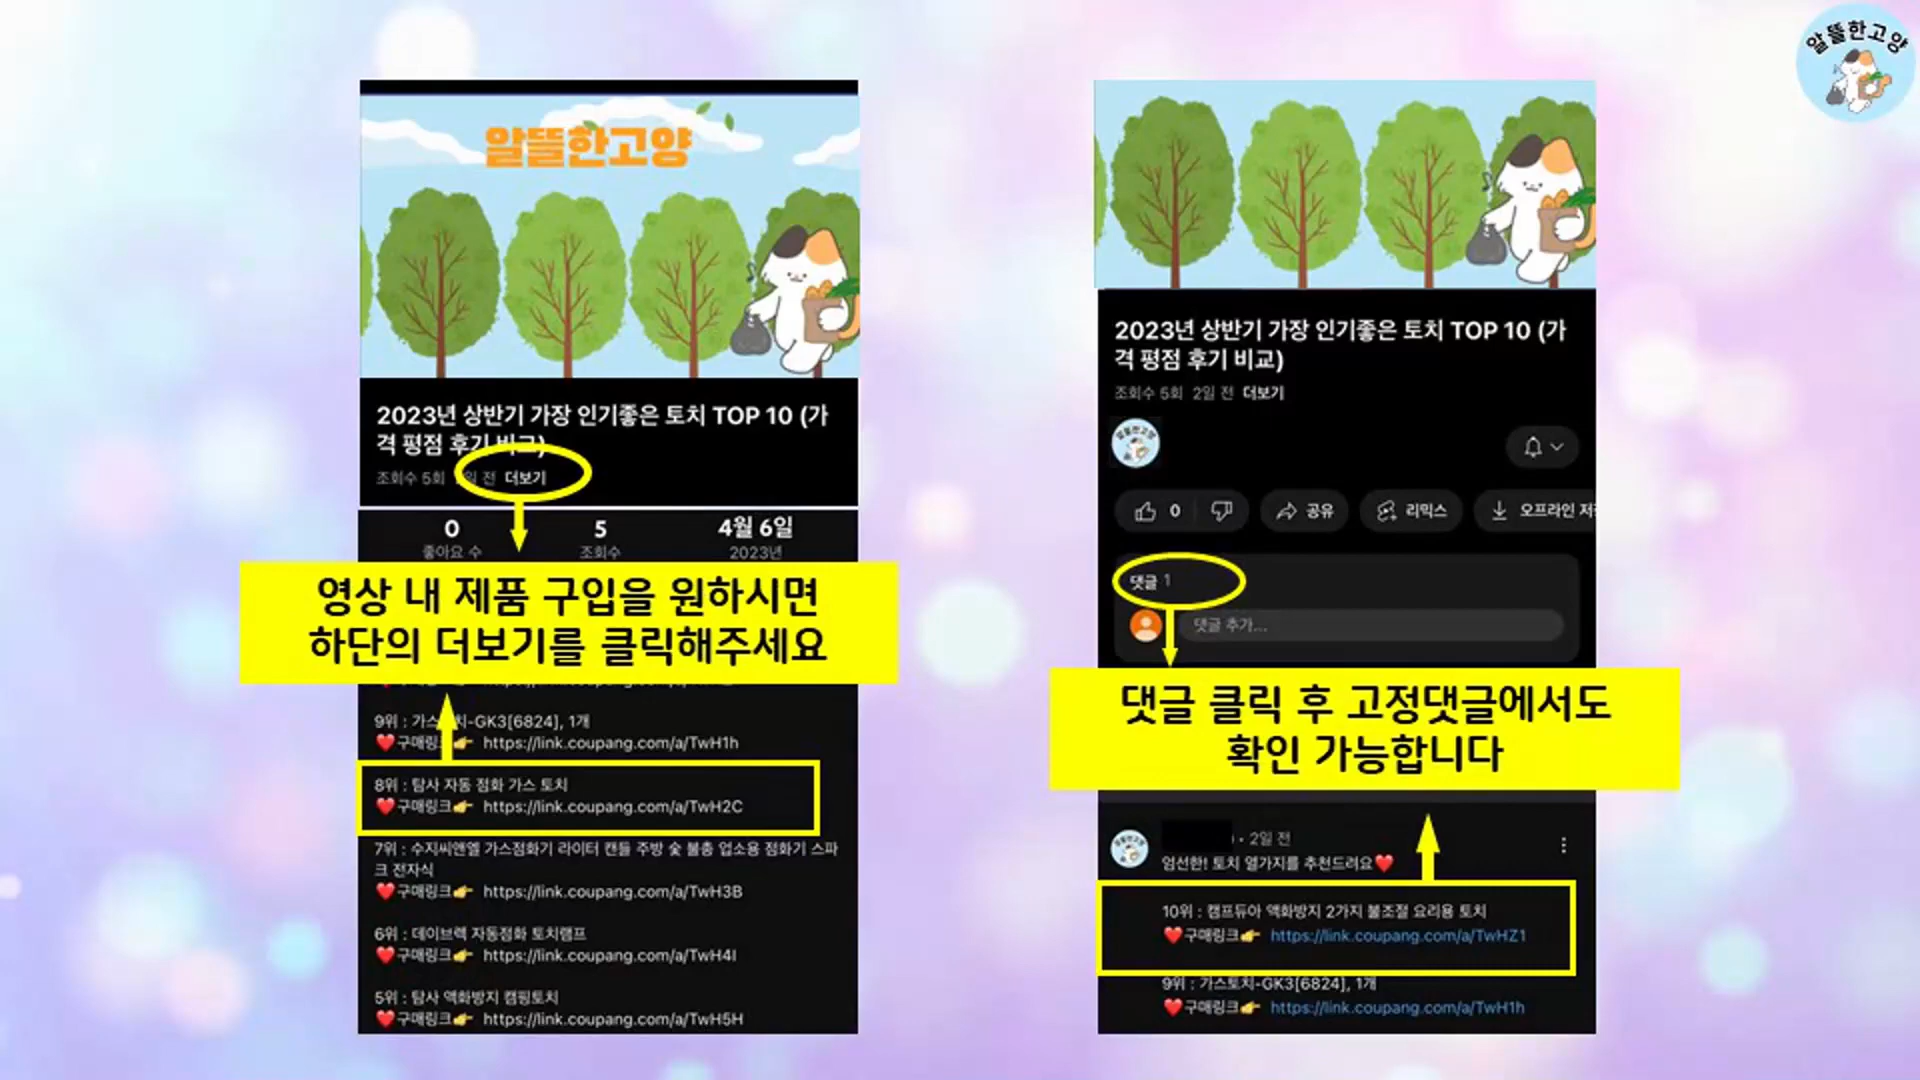 알뜰한고양
알뜰한고양
2023년 상반기 가장 인기좋은 토치 TOP 10 (가
격 평점 후기 비교)
조회수 5회 일 전 더보기
0 5 4월 6일
좋아요 수 조회수 2023년
영상 내 제품 구입을 원하시면
하단의 더보기를 클릭해주세요
9위 : 가스토치-GK3[6824], 1개
❤️구매링크👉 https://link.coupang.com/a/TwH1h
8위 : 탐사 자동 점화 가스 토치
❤️구매링크👉 https://link.coupang.com/a/TwH2C
7위 : 수지씨앤엘 가스점화기 라이터 캔들 주방 숯 불총 업소용 점화기 스파
크 전자식
❤️구매링크👉 https://link.coupang.com/a/TwH3B
6위 : 데이브렉 자동점화 토치램프
❤️구매링크👉 https://link.coupang.com/a/TwH4I
5위 : 탐사 액화방지 캠핑토치
❤️구매링크👉 https://link.coupang.com/a/TwH5H
2023년 상반기 가장 인기좋은 토치 TOP 10 (가
격 평점 후기 비교)
조회수 5회 2일 전 더보기
알뜰한고양
0 공유 리믹스 오프라인 저
댓글 1
댓글 추가...
댓글 클릭 후 고정댓글에서도
확인 가능합니다
알뜰한고양
• 2일 전
엄선한! 토치 열가지를 추천드려요❤️
10위 : 캠프듀아 액화방지 2가지 불조절 요리용 토치
❤️구매링크👉 https://link.coupang.com/a/TwHZ1
9위 : 가스토치-GK3[6824], 1개
❤️구매링크👉 https://link.coupang.com/a/TwH1h